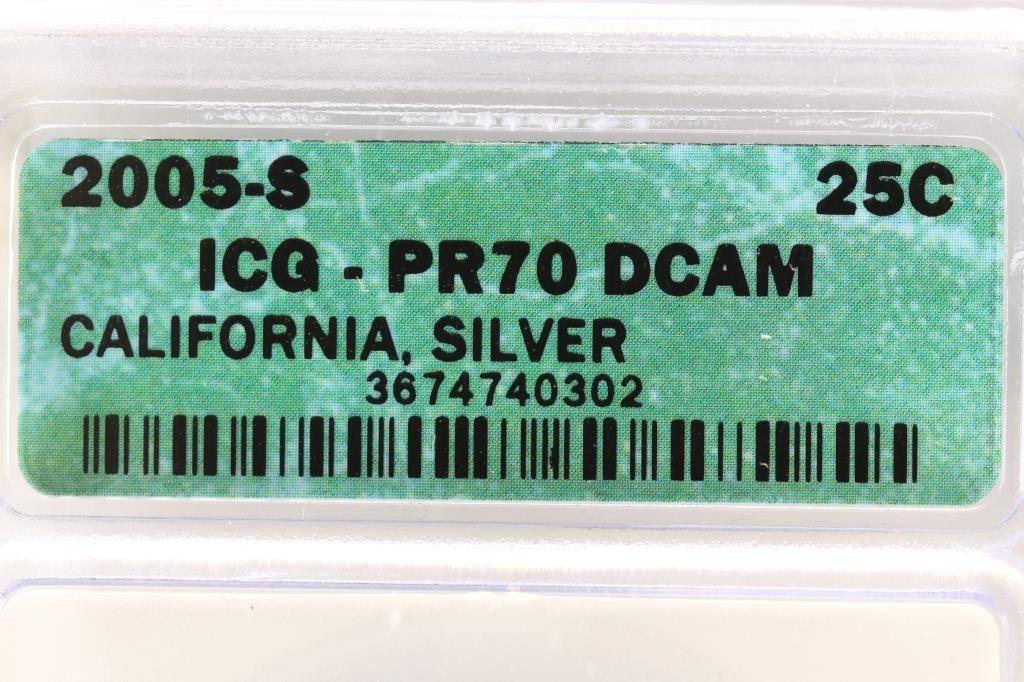 2005-S 25C
ICG - PR70 DCAM
CALIFORNIA, SILVER
3674740302